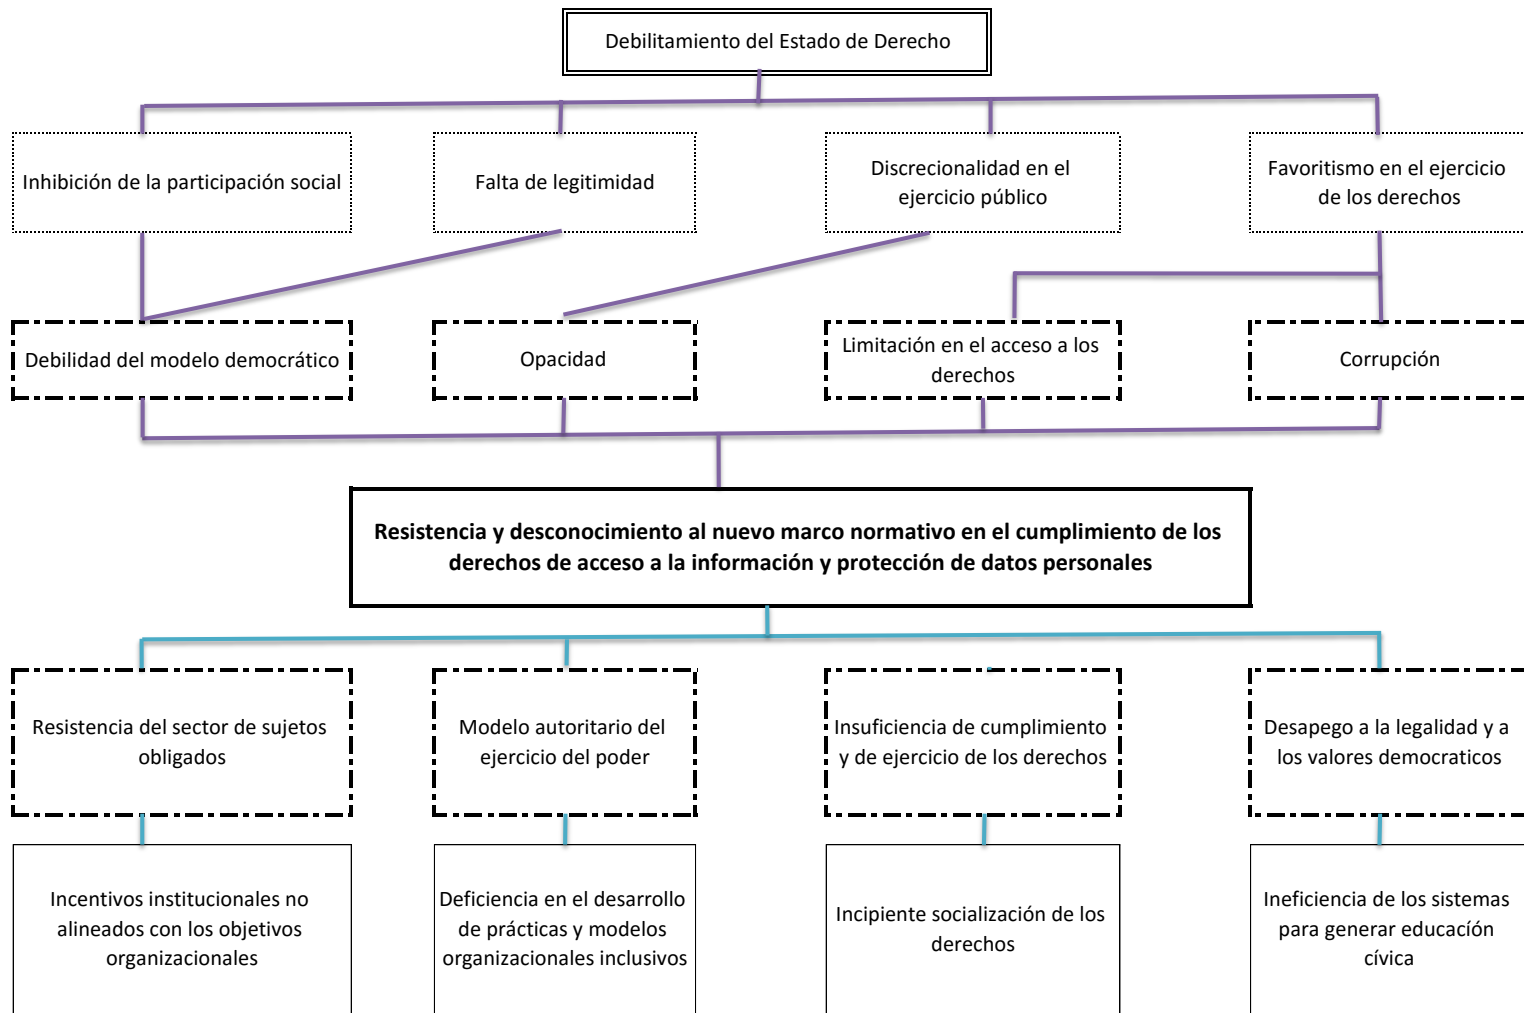 Debilitamiento del Estado de Derecho
Inhibición de la participación social
Falta de legitimidad
Discrecionalidad en el
ejercicio público
Favoritismo en el ejercicio
de los derechos
Debilidad del modelo democrático
Opacidad
Limitación en el acceso a los
derechos
Corrupción
Resistencia y desconocimiento al nuevo marco normativo en el cumplimiento de los
derechos de acceso a la información y protección de datos personales
Resistencia del sector de sujetos
obligados
Modelo autoritario del
ejercicio del poder
Insuficiencia de cumplimiento
y de ejercicio de los derechos
Desapego a la legalidad y a
los valores democraticos
Incentivos institucionales no
alineados con los objetivos
organizacionales
Deficiencia en el desarrollo
de prácticas y modelos
organizacionales inclusivos
Incipiente socialización de los
derechos
Ineficiencia de los sistemas
para generar educacíón
cívica